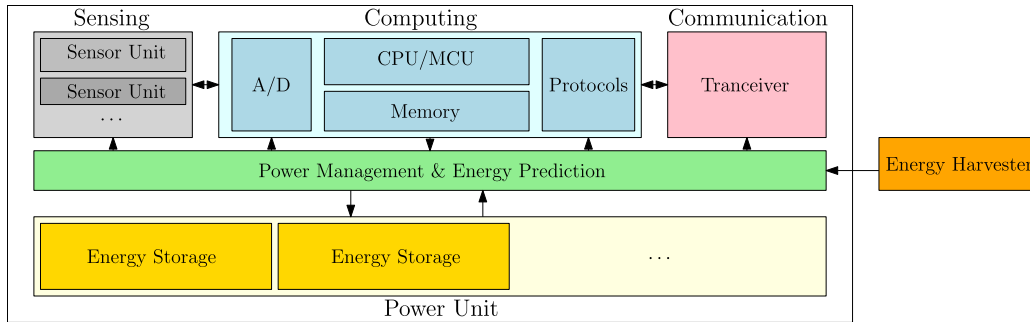 Sensing
Computing
Communication
Sensor Unit
Sensor Unit
...
A/D
CPU/MCU
Memory
Protocols
Tranceiver
Power Management & Energy Prediction
Energy Harvester
Energy Storage
Energy Storage
...
Power Unit